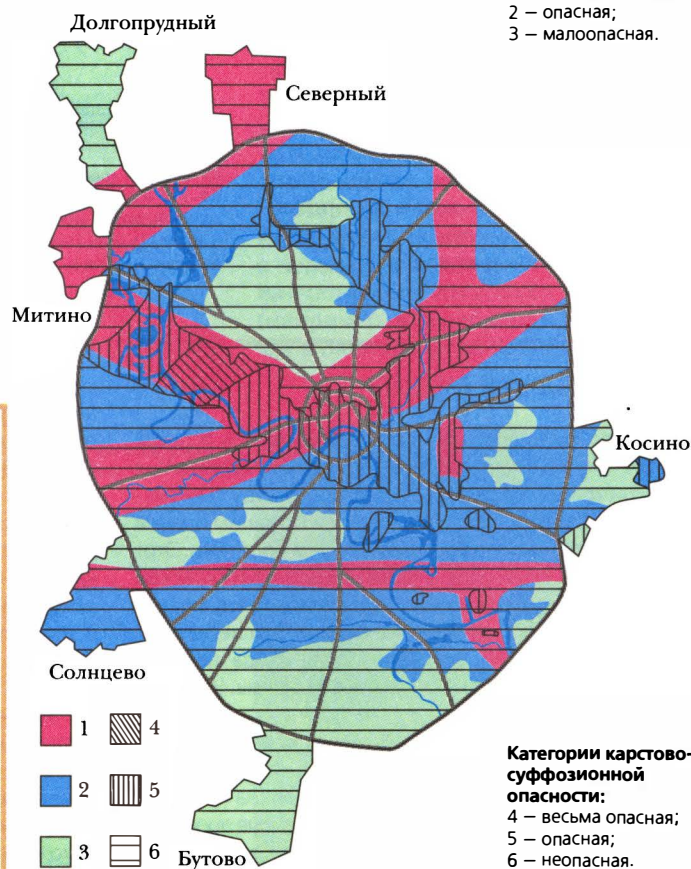 2 – опасная;
3 – малоопасная.
Долгопрудный
Северный
Митино
Косино
Солнцево
Бутово
1 4
2 5
3 6
Категории карстово-
суффозионной
опасности:
4 – весьма опасная;
5 – опасная;
6 – неопасная.